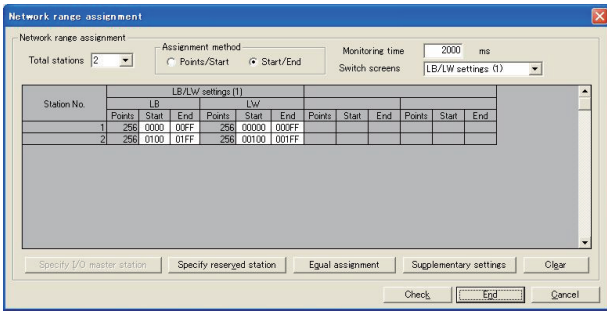 Network range assignment
Network range assignment
Total stations 2
Assignment method
Points/Start Start/End
Monitoring time 2000 ms
Switch screens LB/LW settings (1)
Station No. LB/LW settings (1)
LB LW
Points Start End Points Start End Points Start End Points Start End
1 256 0000 00FF 256 00000 000FF
2 256 0100 01FF 256 00100 001FF
Specify I/O master station Specify reserved station Equal assignment Supplementary settings Clear
Check End Cancel